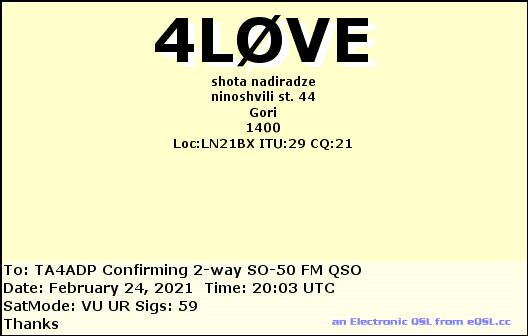 4LØVE
shota nadiradze
ninoshvili st. 44
Gori
1400
Loc:LN21BX ITU:29 CQ:21
To: TA4ADP Confirming 2-way SO-50 FM QSO
Date: February 24, 2021  Time: 20:03 UTC
SatMode: VU UR Sigs: 59
Thanks
an Electronic QSL from eQSL.cc